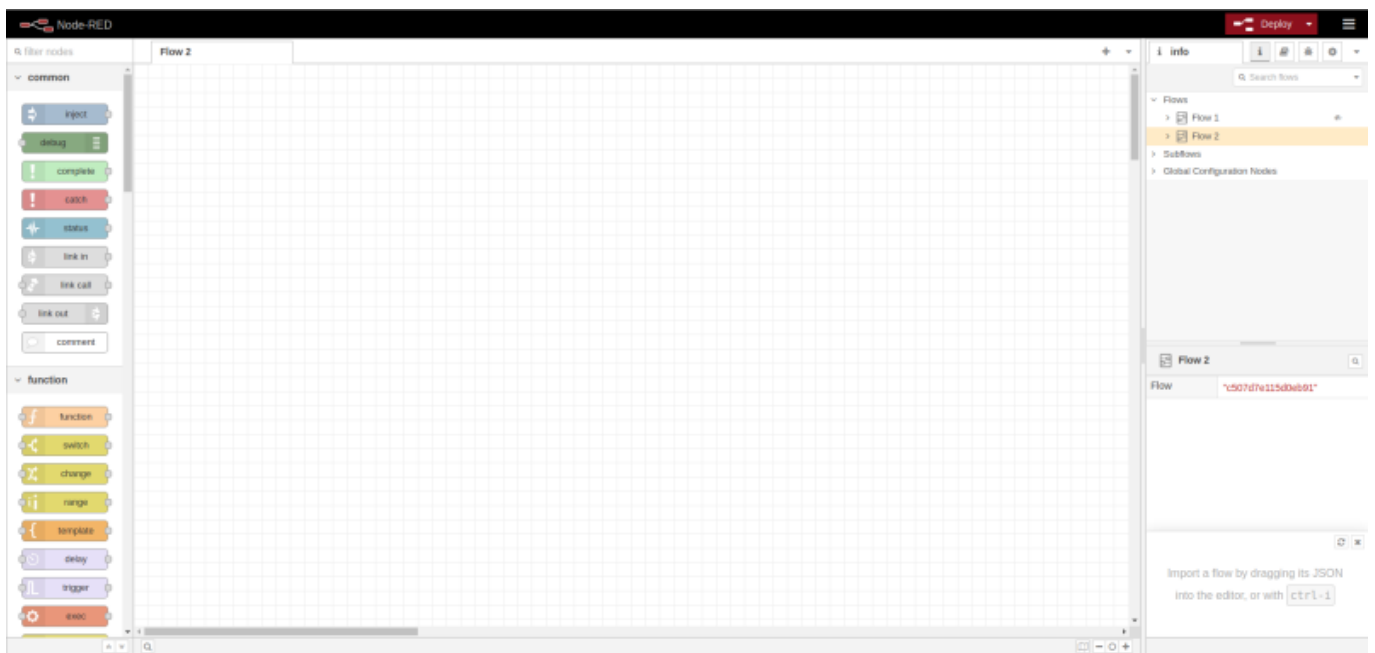 Node-RED
Deploy
filter nodes
Flow 2
i info
i
Search flows
common
Flows
Flow 1
Flow 2
Subflows
Global Configuration Nodes
inject
debug
complete
catch
status
link in
link call
link out
comment
function
function
switch
change
range
template
delay
trigger
exec
Flow 2
Flow "c507d7e115d0eb91"
Import a flow by dragging its JSON
into the editor, or with ctrl-i